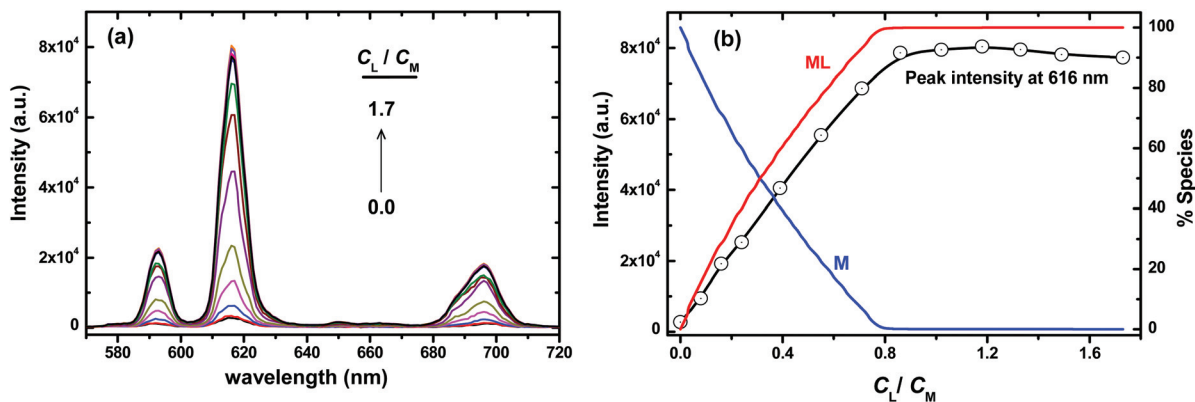 (a)
C_L / C_M
1.7
0.0
Intensity (a.u.)
8x10⁴
6x10⁴
4x10⁴
2x10⁴
0
580 600 620 640 660 680 700 720
wavelength (nm)
(b)
ML
M
Peak intensity at 616 nm
Intensity (a.u.)
8x10⁴
6x10⁴
4x10⁴
2x10⁴
0
100
80
60
40
20
0
% Species
0.0 0.4 0.8 1.2 1.6
C_L/ C_M